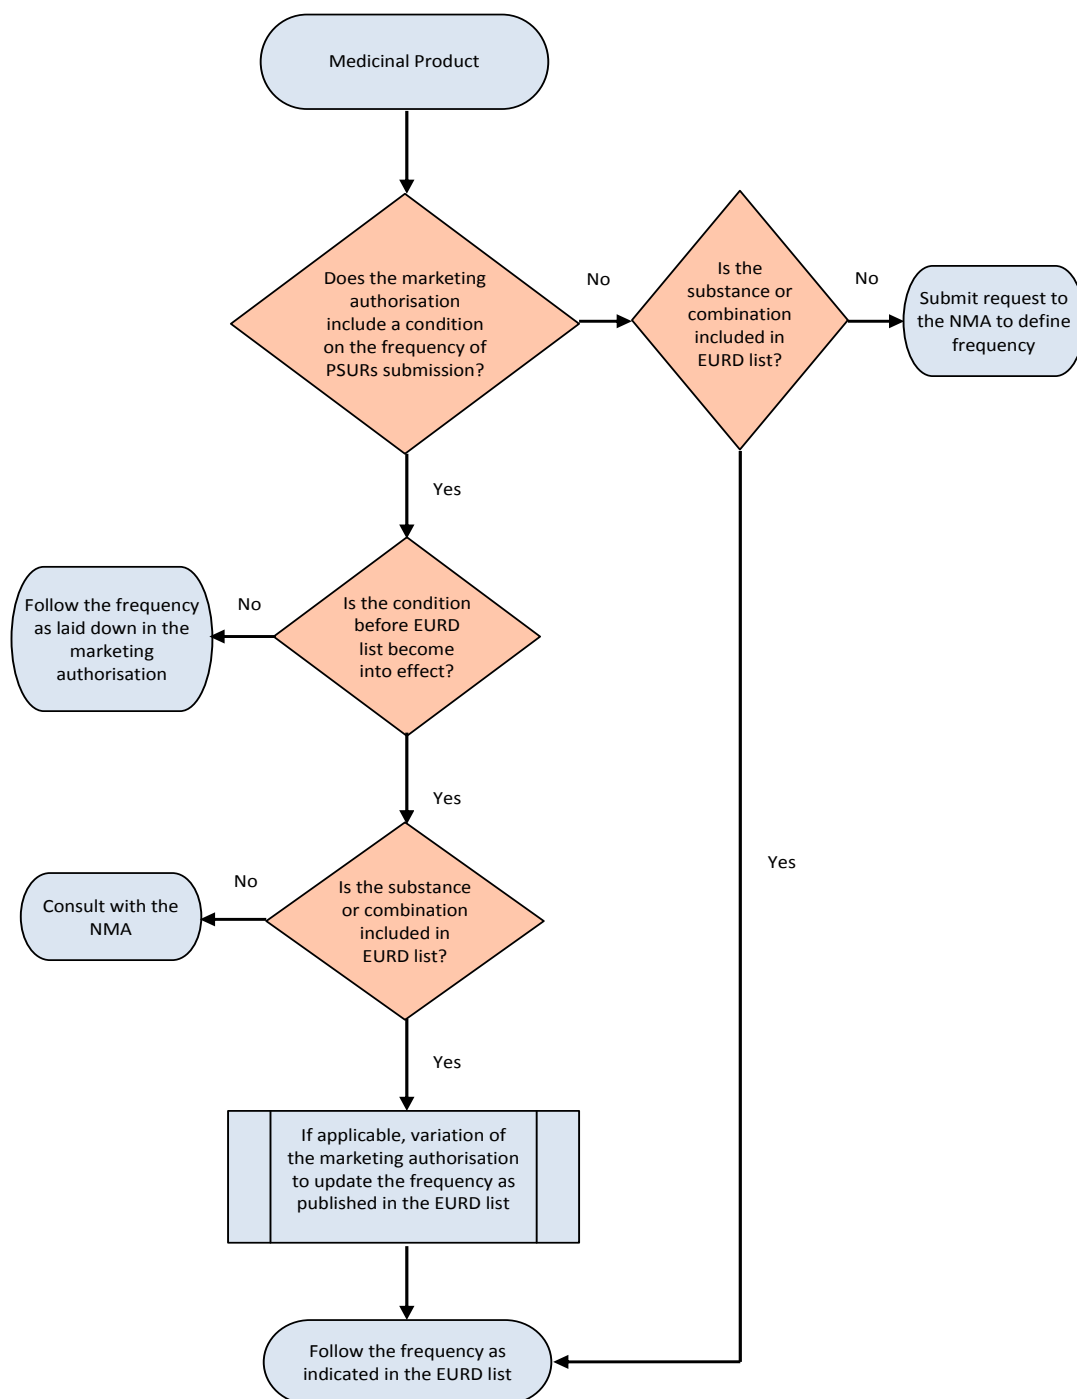 Medicinal Product
Does the marketing
authorisation
include a condition
on the frequency of
PSURs submission?
No
Is the
substance or
combination
included in
EURD list?
No
Submit request to
the NMA to define
frequency
Yes
Follow the frequency
as laid down in the
marketing
authorisation
No
Is the condition
before EURD
list become
into effect?
Yes
Yes
Consult with the
NMA
No
Is the substance
or combination
included in
EURD list?
Yes
If applicable, variation of
the marketing authorisation
to update the frequency as
published in the EURD list
Follow the frequency as
indicated in the EURD list